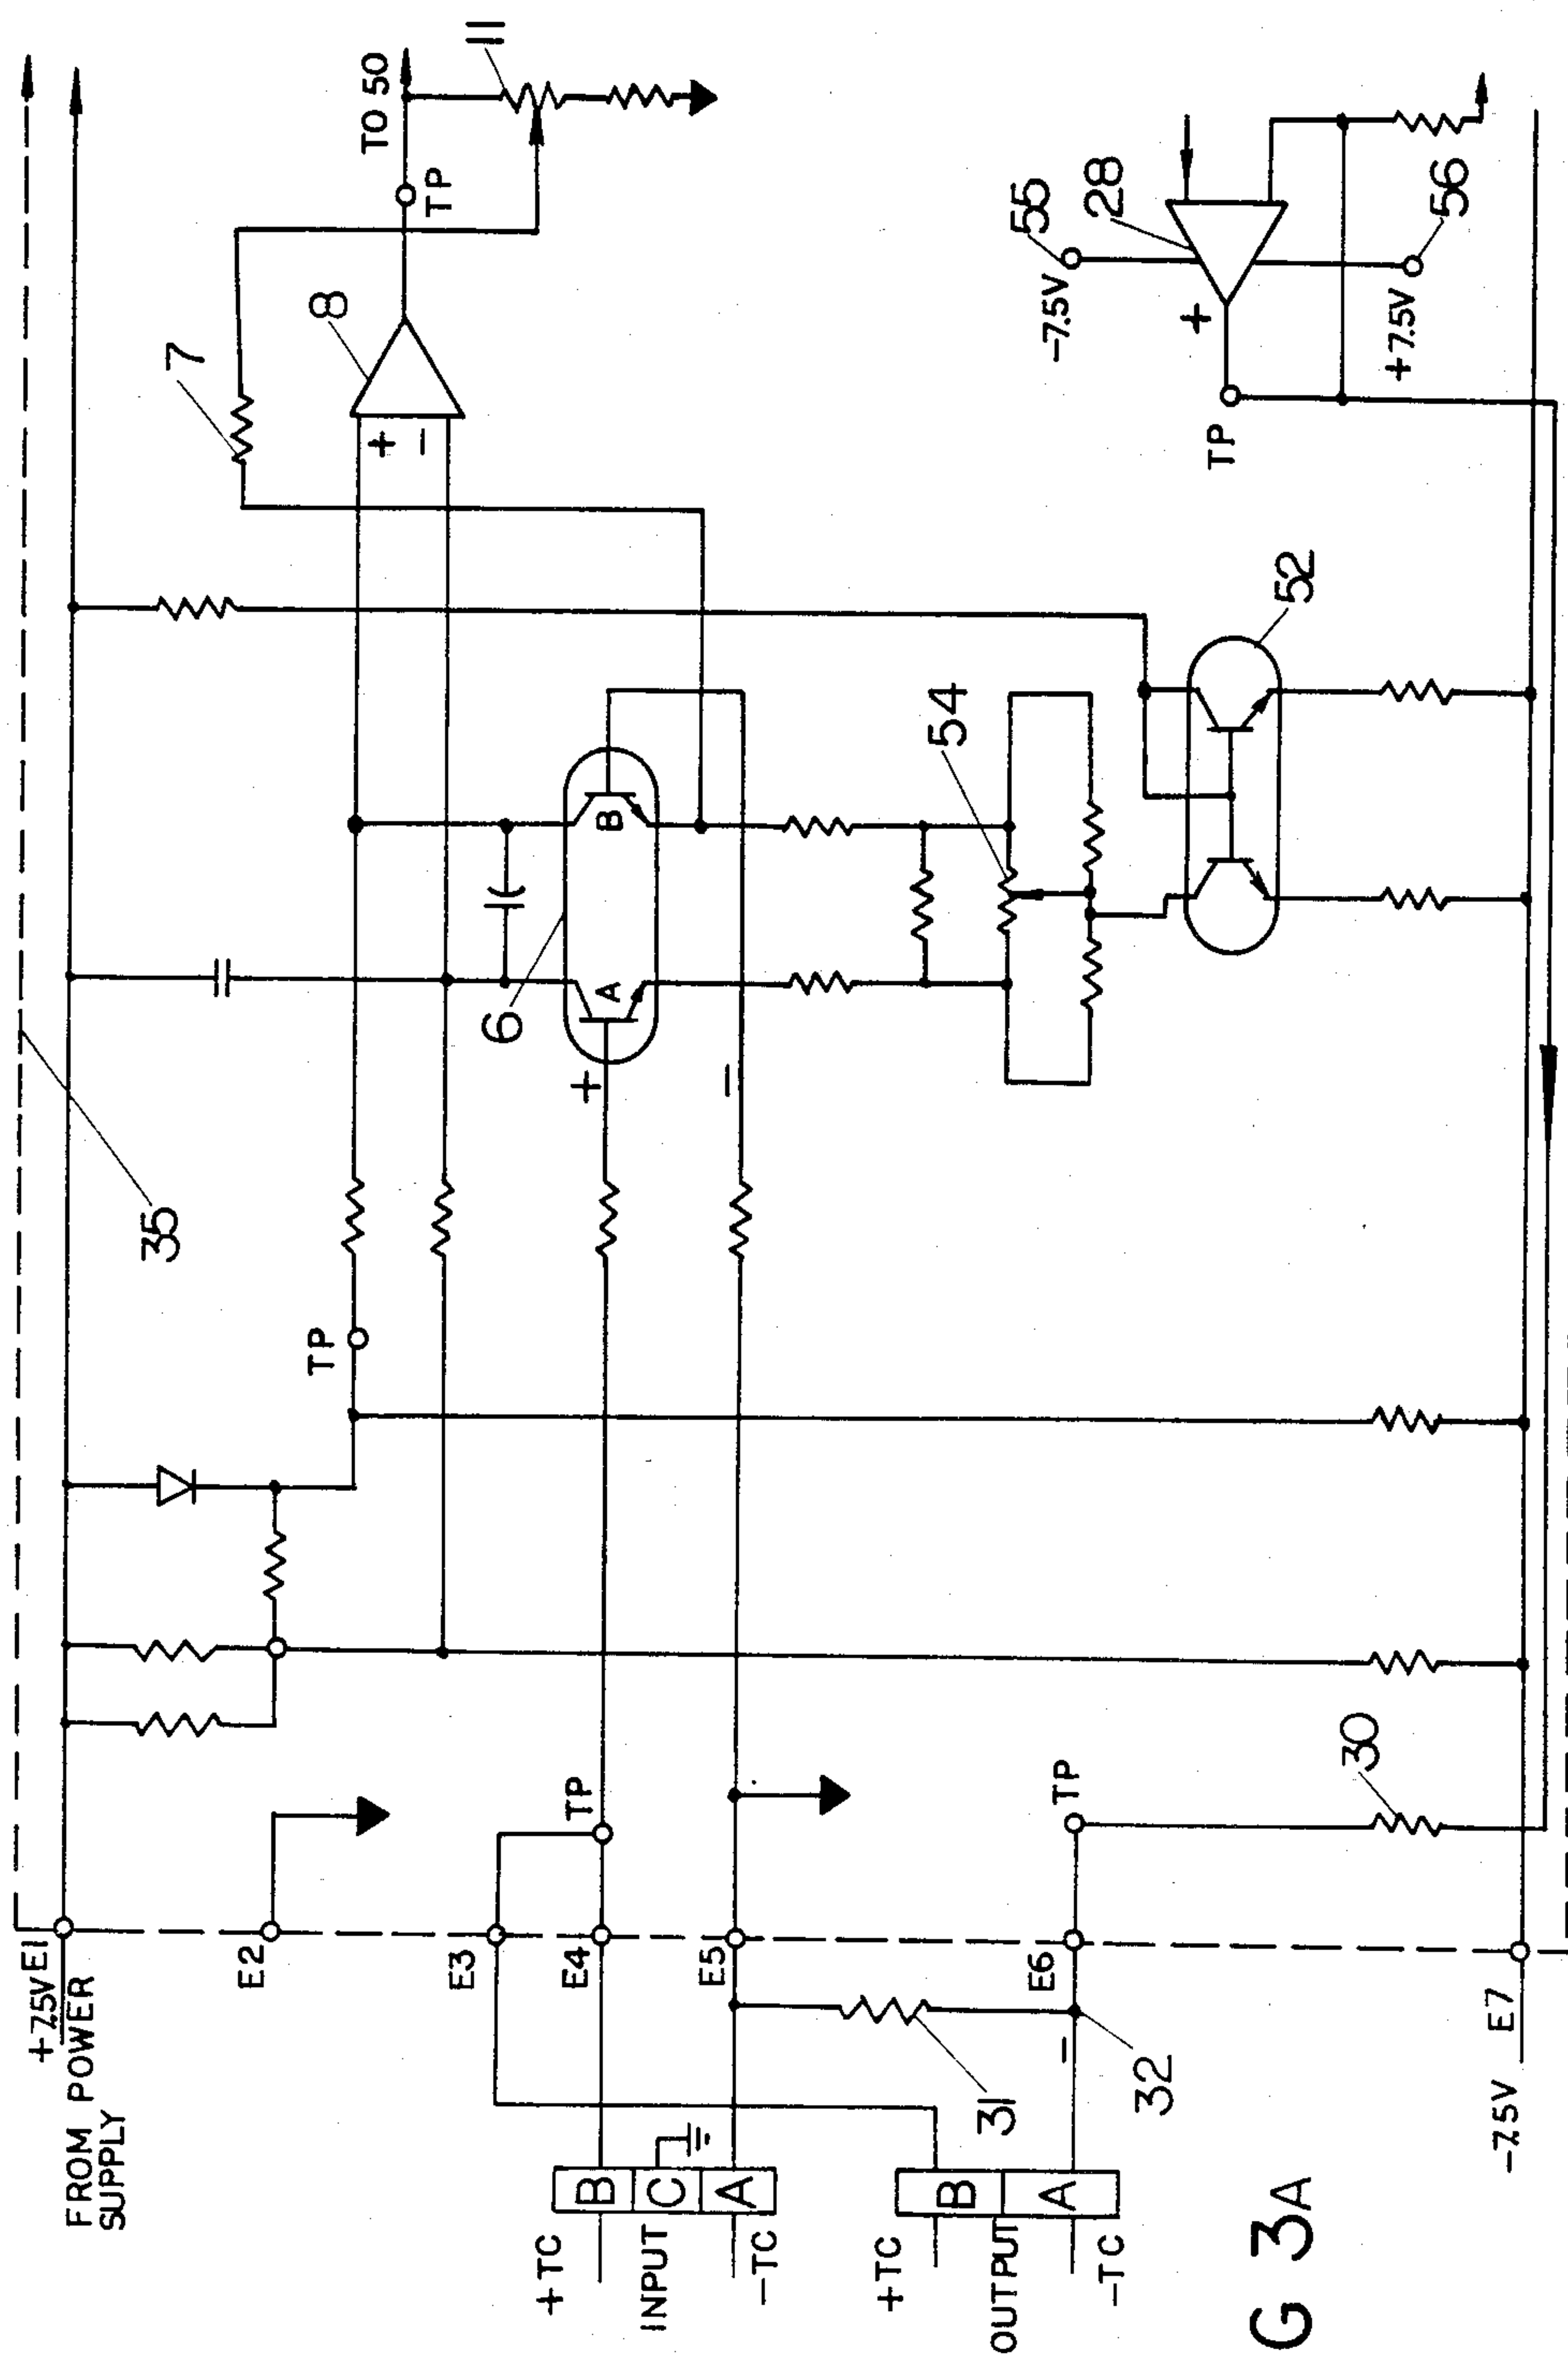 +7.5V E1
FROM POWER
SUPPLY
35
E2
TP
7
8
+
−
TO 50
TP
11
E3
6
A
B
+TC
B
E4
TP
+
INPUT
C
−TC
A
E5
−
54
+TC
B
31
OUTPUT
−TC
A
−
E6
TP
32
30
52
55
−7.5V
28
+
TP
+7.5V
56
−7.5V E7
G 3A